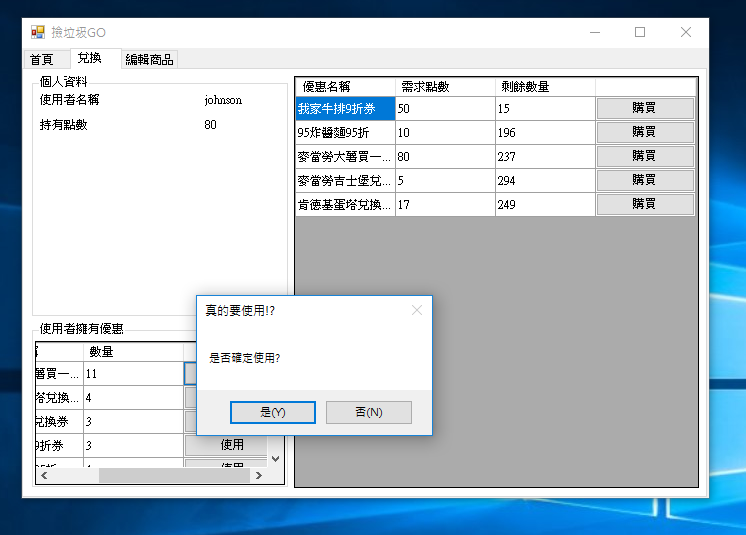 撿垃圾GO
首頁 兌換 編輯商品
個人資料
使用者名稱 johnson
持有點數 80
優惠名稱 需求點數 剩餘數量
我家牛排9折券 50 15 購買
95炸醬麵95折 10 196 購買
麥當勞大薯買一... 80 237 購買
麥當勞吉士堡兌... 5 294 購買
肯德基蛋塔兌換... 17 249 購買
使用者擁有優惠
數量
薯買一... 11
塔兌換... 4
兌換券 3
9折券 3 使用
使用
真的要使用!?
是否確定使用?
是(Y) 否(N)